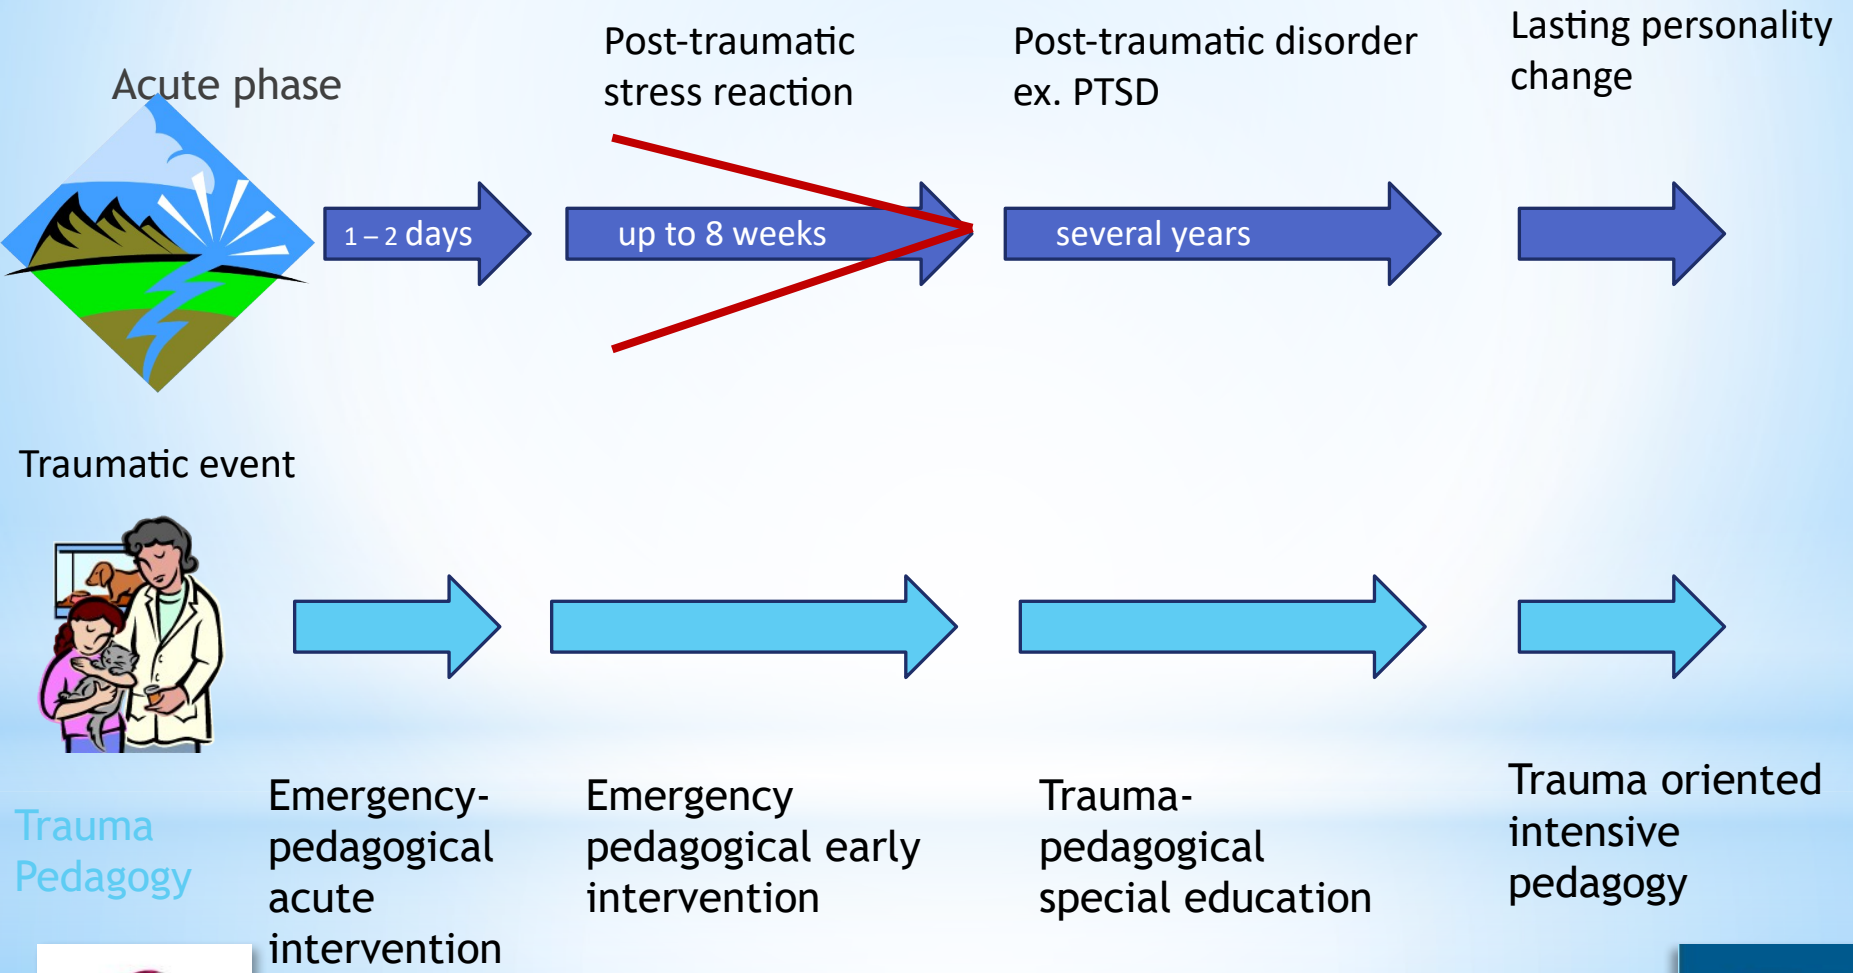 Acute phase
Post-traumatic
stress reaction
Post-traumatic disorder
ex. PTSD
Lasting personality
change
1 – 2 days
up to 8 weeks
several years
Traumatic event
Trauma
Pedagogy
Emergency-
pedagogical
acute
intervention
Emergency
pedagogical early
intervention
Trauma-
pedagogical
special education
Trauma oriented
intensive
pedagogy